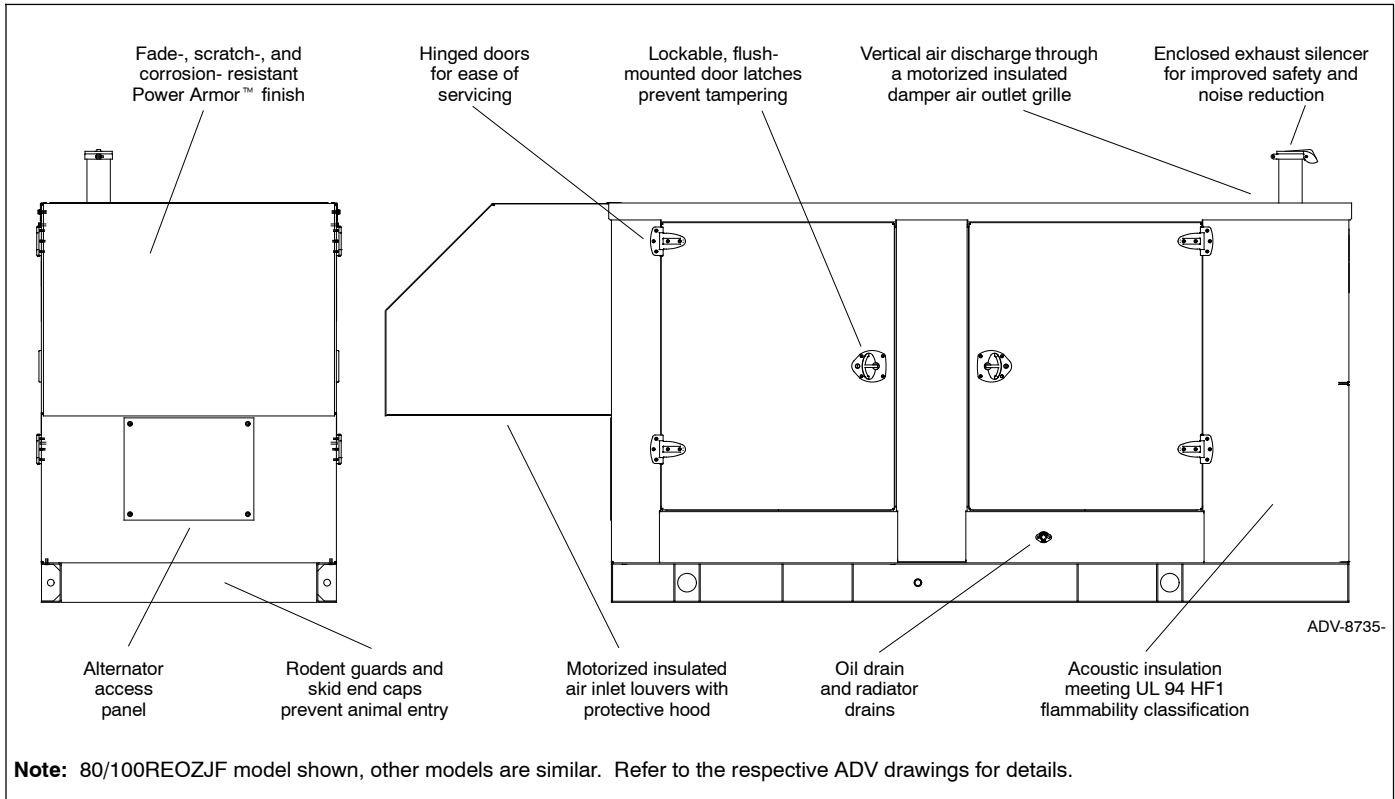 Fade-, scratch-, and
corrosion- resistant
Power Armor™ finish
Hinged doors
for ease of
servicing
Lockable, flush-
mounted door latches
prevent tampering
Vertical air discharge through
a motorized insulated
damper air outlet grille
Enclosed exhaust silencer
for improved safety and
noise reduction
ADV-8735-
Alternator
access
panel
Rodent guards and
skid end caps
prevent animal entry
Motorized insulated
air inlet louvers with
protective hood
Oil drain
and radiator
drains
Acoustic insulation
meeting UL 94 HF1
flammability classification
Note: 80/100REOZJF model shown, other models are similar. Refer to the respective ADV drawings for details.